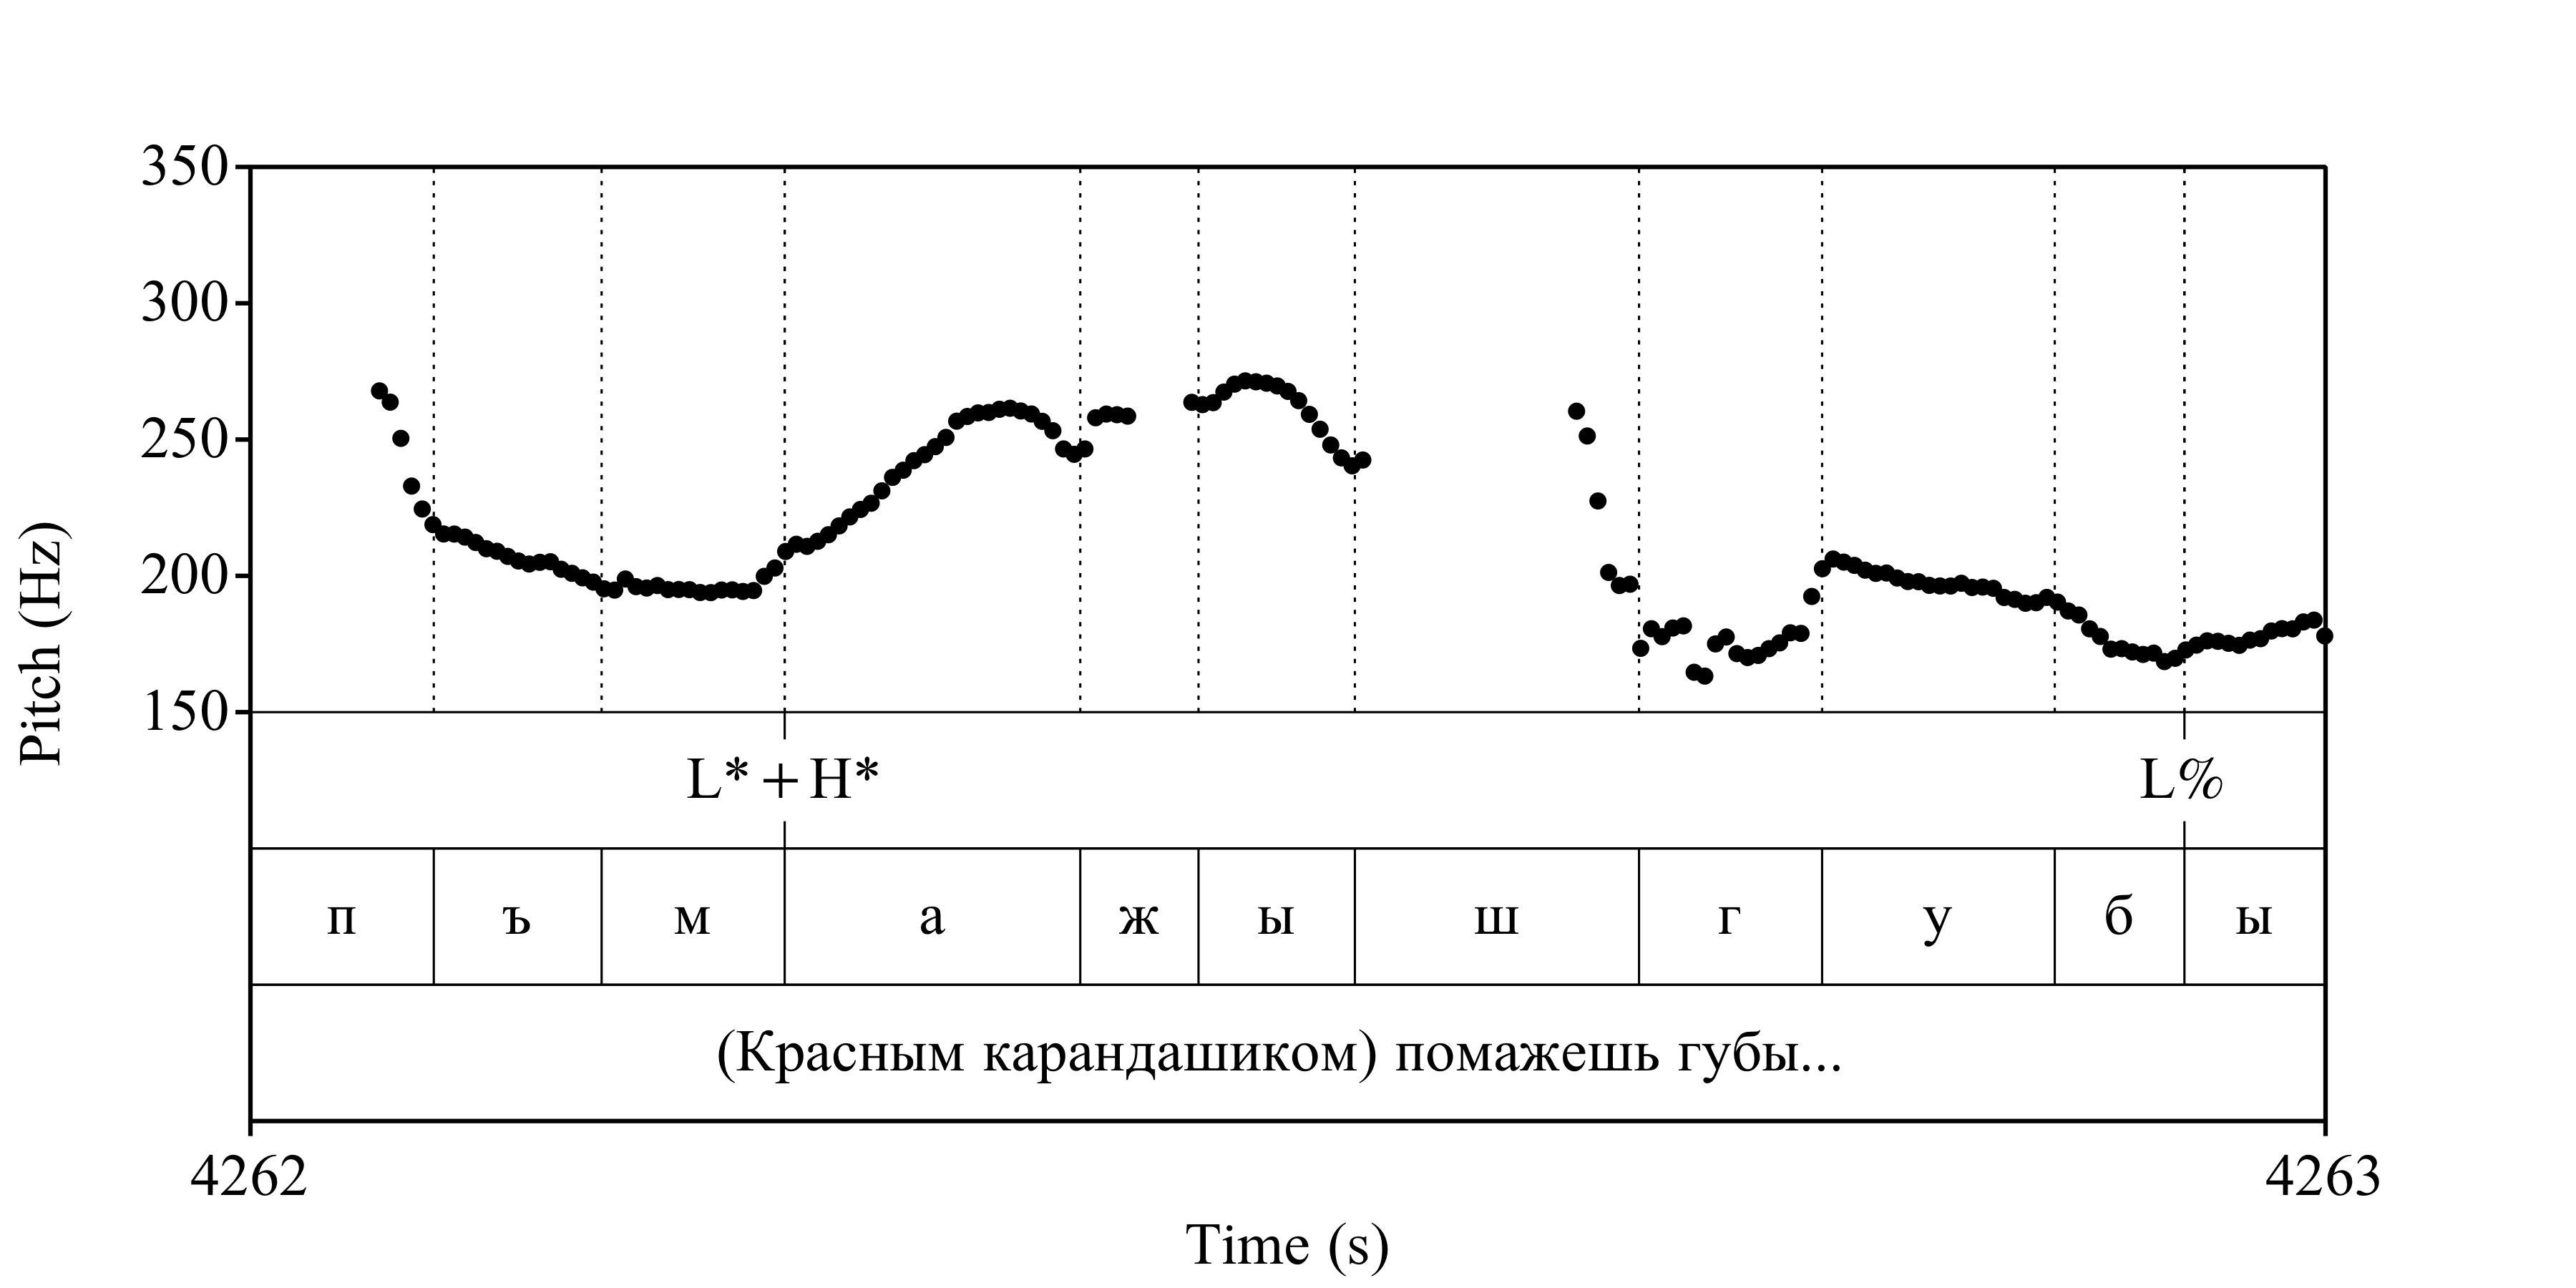 350
300
250
200
150
Pitch (Hz)
L*+H* L%
п ъ м а ж ы ш г у б ы
(Красным карандашиком) помажешь губы...
4262 4263
Time (s)